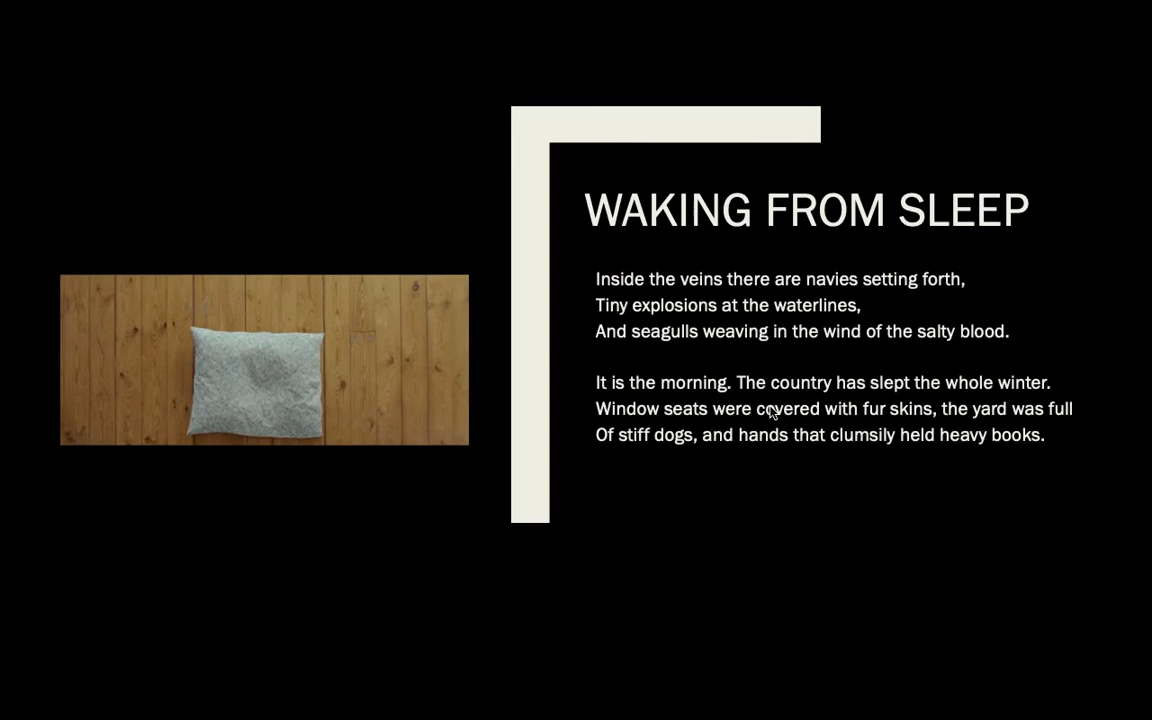 WAKING FROM SLEEP
Inside the veins there are navies setting forth,
Tiny explosions at the waterlines,
And seagulls weaving in the wind of the salty blood.
It is the morning. The country has slept the whole winter.
Window seats were covered with fur skins, the yard was full
Of stiff dogs, and hands that clumsily held heavy books.